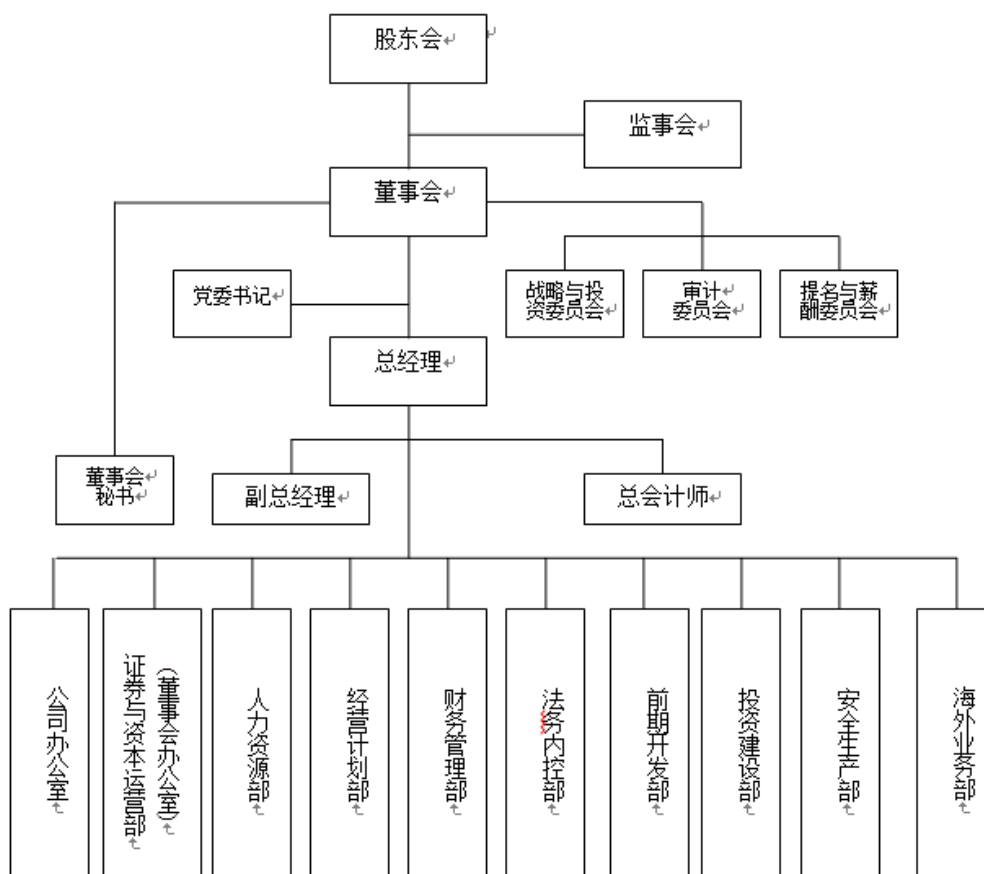 股东会
监事会
董事会
党委书记
战略与投
资委员会
审计
委员会
提名与薪
酬委员会
总经理
董事会
秘书
副总经理
总会计师
公司办公室
(董事会办公室)
证券与资本运营部
人力资源部
经营计划部
财务管理部
法务内控部
前期开发部
投资建设部
安全生产部
海外业务部